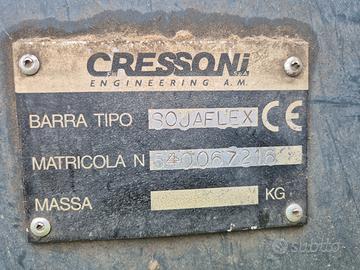 CRESSONI
ENGINEERING A.M.
BARRA TIPO SOJAFLEX CE
MATRICOLA N
MASSA KG
subito